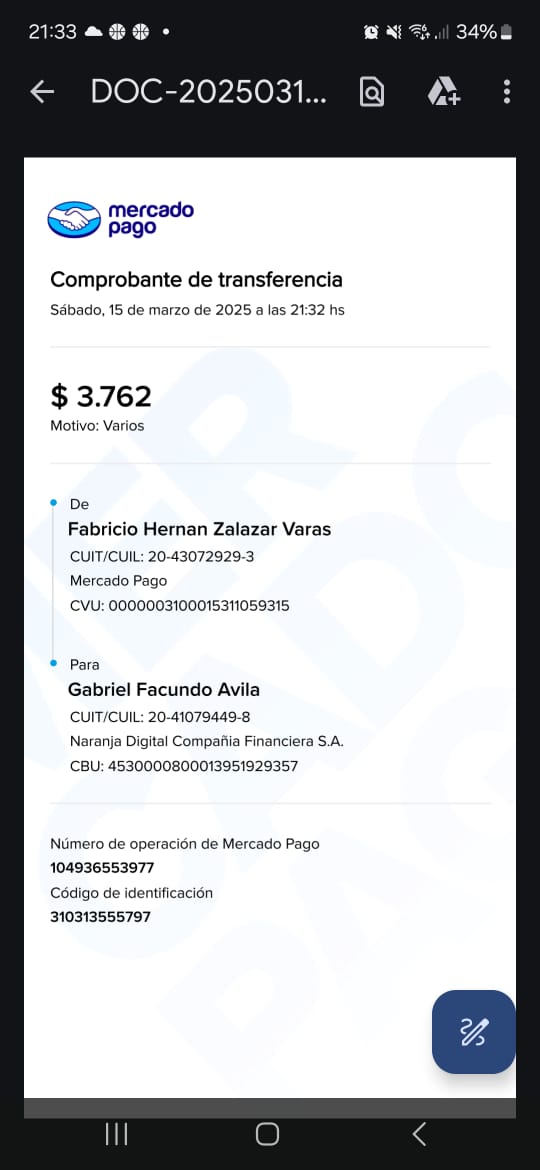 21:33
34%
DOC-2025031...
mercado
pago
Comprobante de transferencia
Sábado, 15 de marzo de 2025 a las 21:32 hs
$ 3.762
Motivo: Varios
De
Fabricio Hernan Zalazar Varas
CUIT/CUIL: 20-43072929-3
Mercado Pago
CVU: 0000003100015311059315
Para
Gabriel Facundo Avila
CUIT/CUIL: 20-41079449-8
Naranja Digital Compañia Financiera S.A.
CBU: 4530000800013951929357
Número de operación de Mercado Pago
104936553977
Código de identificación
310313555797